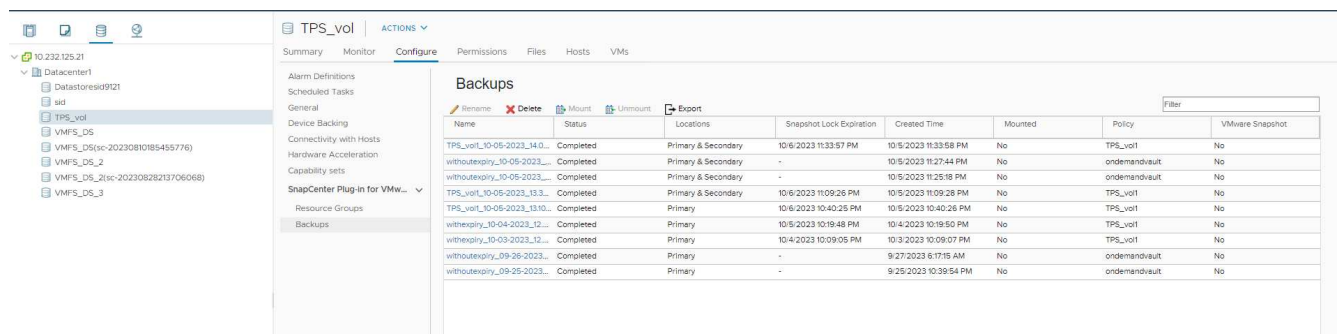 TPS_vol ACTIONS
Summary Monitor Configure Permissions Files Hosts VMs
10.232.125.21
Datacenter1
Datastoresid9121
sid
TPS_vol
VMFS_DS
VMFS_DS(sc-20230810185455776)
VMFS_DS_2
VMFS_DS_2(sc-20230828213706068)
VMFS_DS_3
Alarm Definitions
Scheduled Tasks
General
Device Backing
Connectivity with Hosts
Hardware Acceleration
Capability sets
SnapCenter Plug-in for VMw...
Resource Groups
Backups
Backups
Rename Delete Mount Unmount Export Filter
Name Status Locations Snapshot Lock Expiration Created Time Mounted Policy VMware Snapshot
TPS_vol1_10-05-2023_14.0... Completed Primary & Secondary 10/6/2023 11:33:57 PM 10/5/2023 11:33:58 PM No TPS_vol1 No
withoutexpiry_10-05-2023_... Completed Primary & Secondary - 10/5/2023 11:27:44 PM No ondemandvault No
withoutexpiry_10-05-2023_... Completed Primary & Secondary - 10/5/2023 11:25:18 PM No ondemandvault No
TPS_vol1_10-05-2023_13.3... Completed Primary & Secondary 10/6/2023 11:09:26 PM 10/5/2023 11:09:28 PM No TPS_vol1 No
TPS_vol1_10-05-2023_13.10... Completed Primary 10/6/2023 10:40:25 PM 10/5/2023 10:40:26 PM No TPS_vol1 No
withexpiry_10-04-2023_12.... Completed Primary 10/5/2023 10:19:48 PM 10/4/2023 10:19:50 PM No TPS_vol1 No
withexpiry_10-03-2023_12.... Completed Primary 10/4/2023 10:09:05 PM 10/3/2023 10:09:07 PM No TPS_vol1 No
withoutexpiry_09-26-2023... Completed Primary - 9/27/2023 6:17:15 AM No ondemandvault No
withoutexpiry_09-25-2023... Completed Primary - 9/25/2023 10:39:54 PM No ondemandvault No